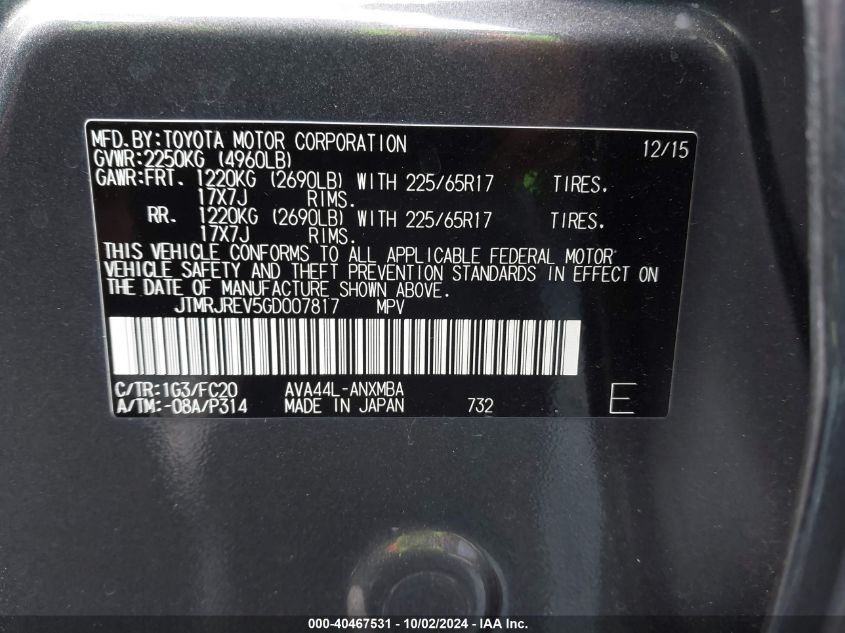 MFD.BY:TOYOTA MOTOR CORPORATION 12/15
GVWR:2250KG (4960LB)
GAWR:FRT. 1220KG (2690LB) WITH 225/65R17 TIRES.
17X7J RIMS.
RR. 1220KG (2690LB) WITH 225/65R17 TIRES.
17X7J RIMS.
THIS VEHICLE CONFORMS TO ALL APPLICABLE FEDERAL MOTOR
VEHICLE SAFETY AND THEFT PREVENTION STANDARDS IN EFFECT ON
THE DATE OF MANUFACTURE SHOWN ABOVE.
JTMRJREV5GD007817 MPV
C/TR:1G3/FC20 AVA44L-ANXMBA
A/TM:-08A/P314 MADE IN JAPAN 732 E
000-40467531 - 10/02/2024 - IAA Inc.